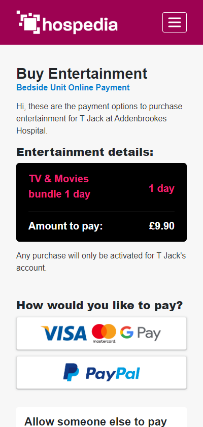 hospedia
Buy Entertainment
Bedside Unit Online Payment
Hi, these are the payment options to purchase
entertainment for T Jack at Addenbrookes
Hospital.
Entertainment details:
TV & Movies
bundle 1 day
1 day
Amount to pay:
£9.90
Any purchase will only be activated for T Jack's
account.
How would you like to pay?
VISA mastercard G Pay
PayPal
Allow someone else to pay